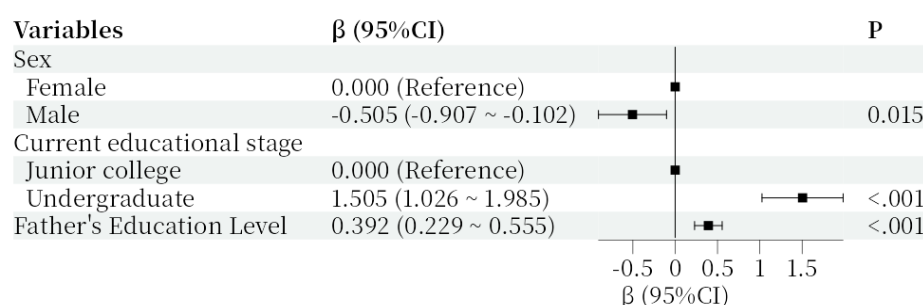 Variables β (95%CI) P
Sex
Female 0.000 (Reference)
Male -0.505 (-0.907 ~ -0.102) 0.015
Current educational stage
Junior college 0.000 (Reference)
Undergraduate 1.505 (1.026 ~ 1.985) <.001
Father's Education Level 0.392 (0.229 ~ 0.555) <.001
-0.5 0 0.5 1 1.5
β (95%CI)